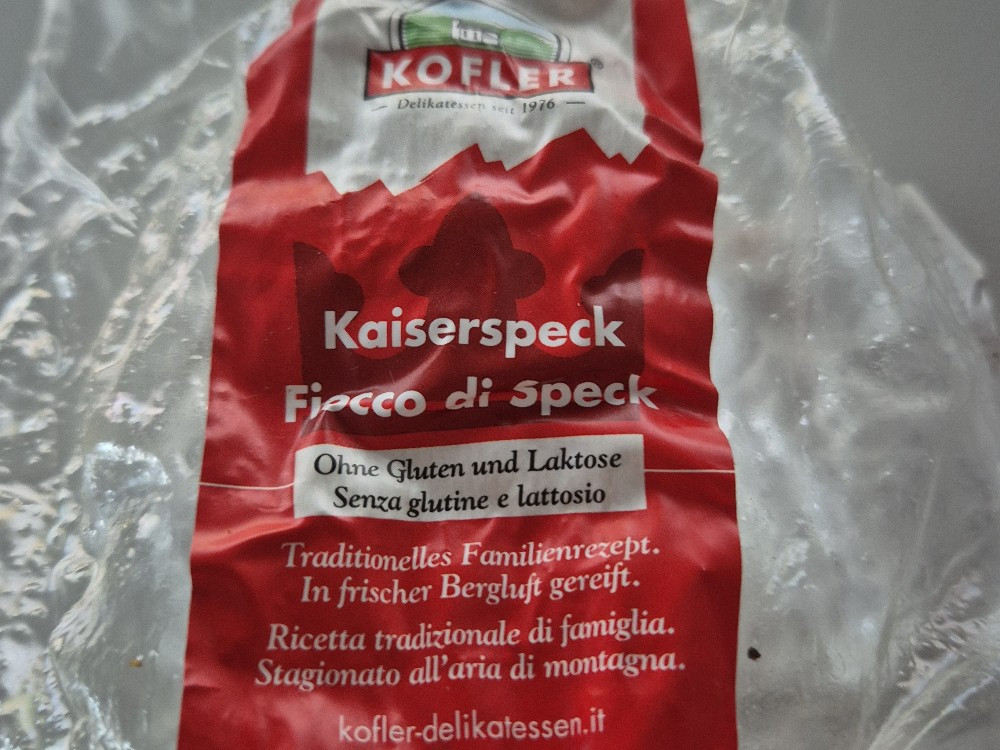 KOFLER®
Delikatessen seit 1976
Kaiserspeck
Fiocco di speck
Ohne Gluten und Laktose
Senza glutine e lattosio
Traditionelles Familienrezept.
In frischer Bergluft gereift.
Ricetta tradizionale di famiglia.
Stagionato all'aria di montagna.
kofler-delikatessen.it